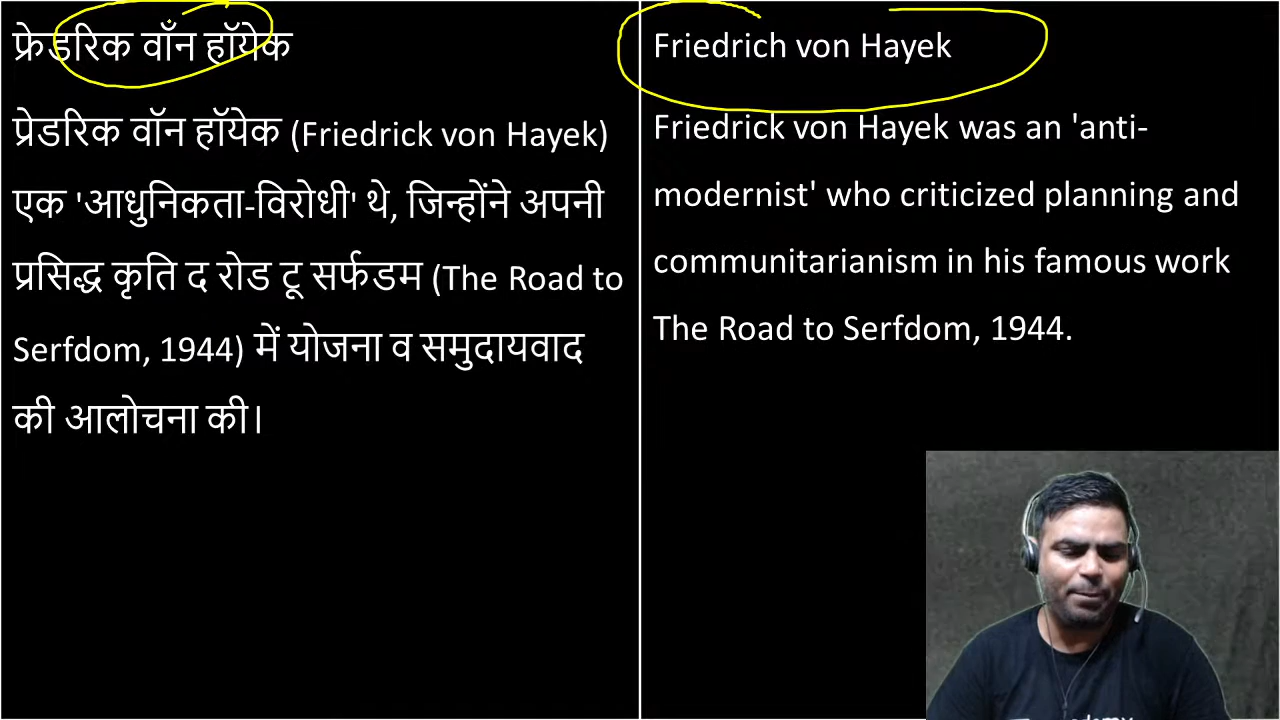 फ्रेडरिक वाँन हॉयेक
प्रेडरिक वॉन हॉयेक (Friedrick von Hayek)
एक 'आधुनिकता-विरोधी' थे, जिन्होंने अपनी
प्रसिद्ध कृति द रोड टू सर्फडम (The Road to
Serfdom, 1944) में योजना व समुदायवाद
की आलोचना की।
Friedrich von Hayek
Friedrick von Hayek was an 'anti-
modernist' who criticized planning and
communitarianism in his famous work
The Road to Serfdom, 1944.